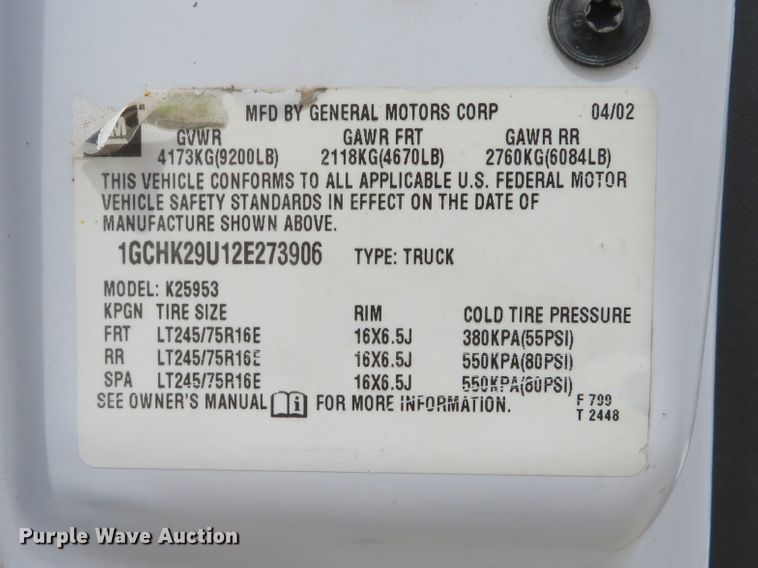 MFD BY GENERAL MOTORS CORP 04/02
GVWR GAWR FRT GAWR RR
4173KG(9200LB) 2118KG(4670LB) 2760KG(6084LB)
THIS VEHICLE CONFORMS TO ALL APPLICABLE U.S. FEDERAL MOTOR
VEHICLE SAFETY STANDARDS IN EFFECT ON THE DATE OF
MANUFACTURE SHOWN ABOVE.
1GCHK29U12E273906 TYPE: TRUCK
MODEL: K25953
KPGN TIRE SIZE RIM COLD TIRE PRESSURE
FRT LT245/75R16E 16X6.5J 380KPA(55PSI)
RR LT245/75R16E 16X6.5J 550KPA(80PSI)
SPA LT245/75R16E 16X6.5J 550KPA(80PSI)
SEE OWNER'S MANUAL FOR MORE INFORMATION.
F 799
T 2448
Purple Wave Auction